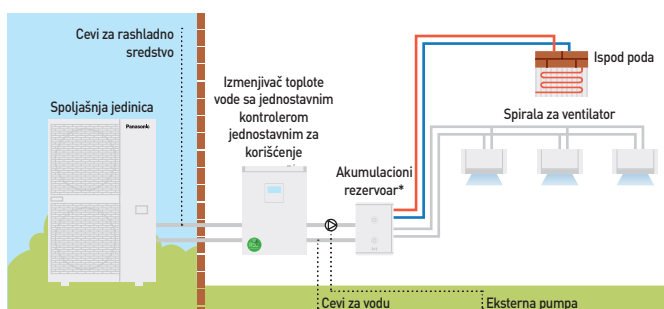 Cevi za rashladno
sredstvo
Spoljašnja jedinica
Panasonic
Izmenjivač toplote
vode sa jednostavnim
kontrolerom
jednostavnim za
korišćenje
Akumulacioni
rezervoar*
Ispod poda
Spirala za ventilator
Cevi za vodu
Eksterna pumpa